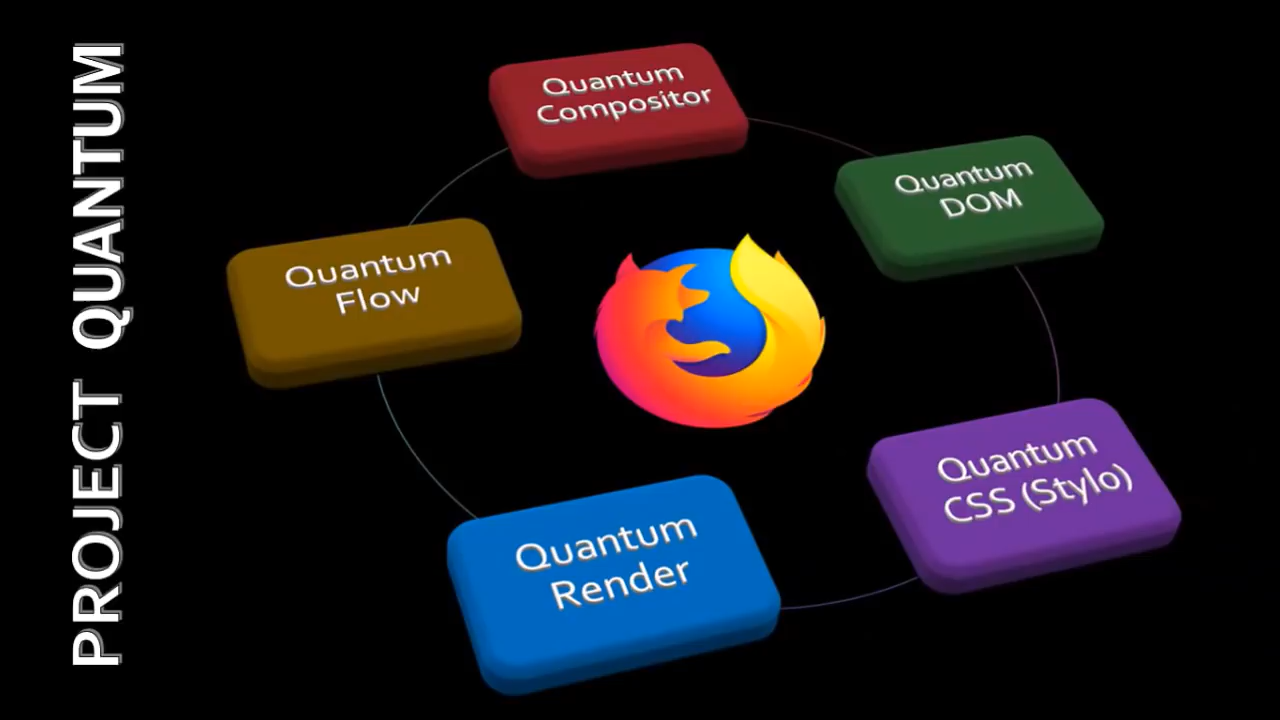 PROJECT QUANTUM
Quantum
Compositor
Quantum
DOM
Quantum
Flow
Quantum
CSS (Stylo)
Quantum
Render